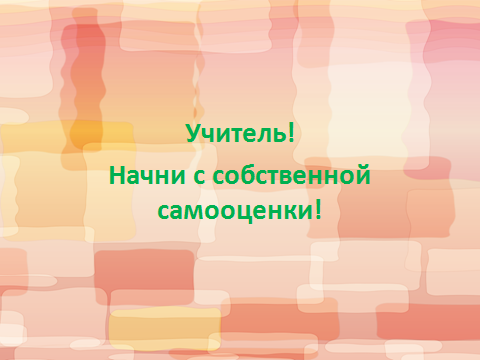 Учитель!
Начни с собственной
самооценки!